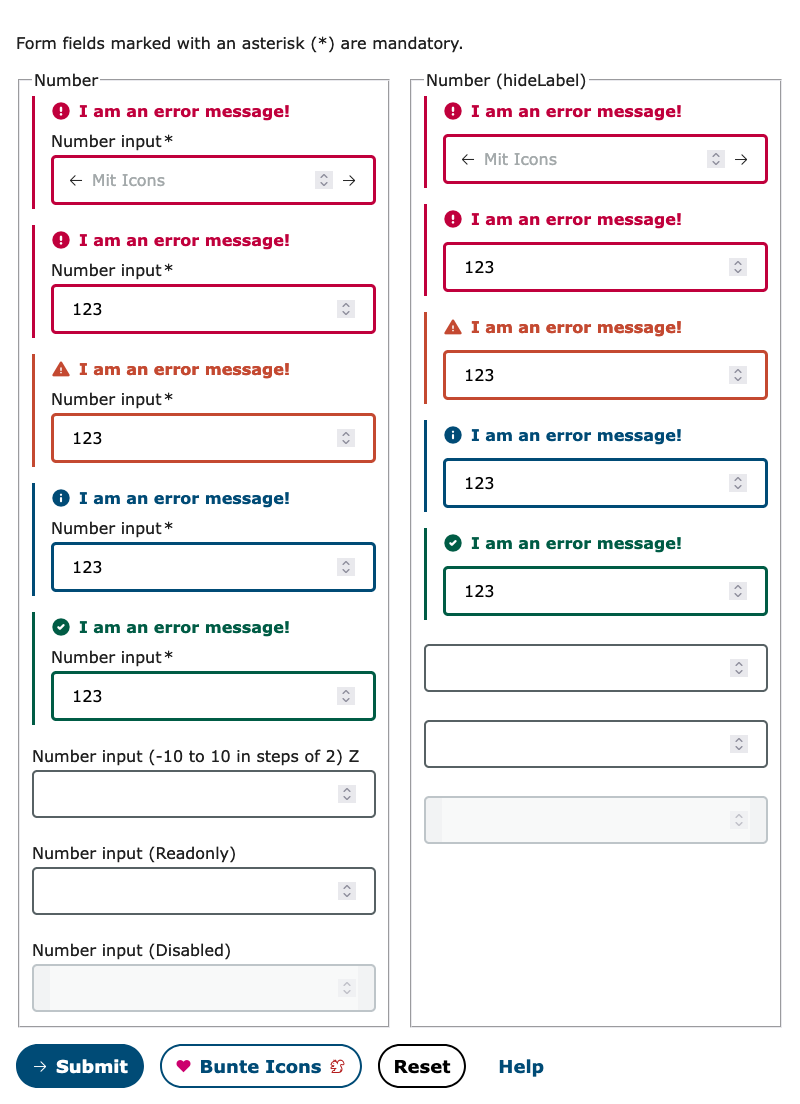 Form fields marked with an asterisk (*) are mandatory.
Number
I am an error message!
Number input*
Mit Icons
I am an error message!
Number input*
123
I am an error message!
Number input*
123
I am an error message!
Number input*
123
I am an error message!
Number input*
123
Number input (-10 to 10 in steps of 2) Z
Number input (Readonly)
Number input (Disabled)
Number (hideLabel)
I am an error message!
Mit Icons
I am an error message!
123
I am an error message!
123
I am an error message!
123
I am an error message!
123
Submit
Bunte Icons
Reset
Help